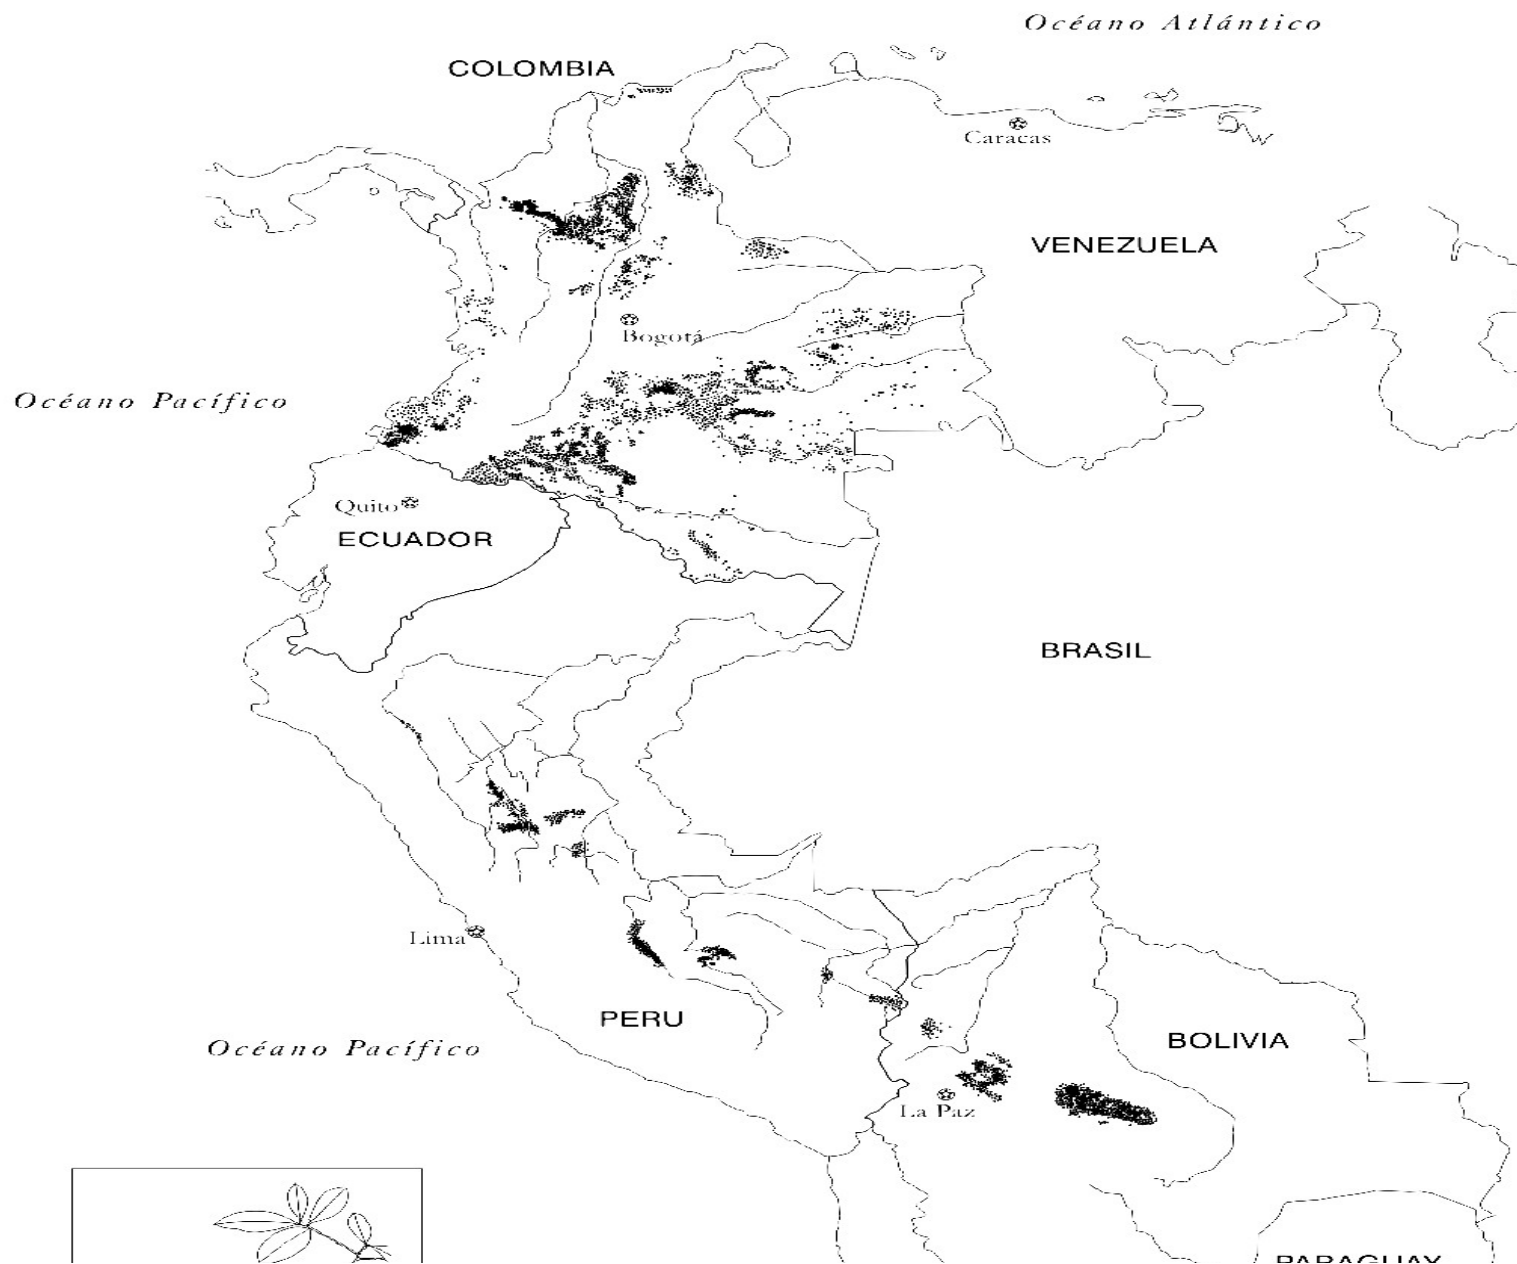 Océano Atlántico
COLOMBIA
Caracas
VENEZUELA
Bogotá
Océano Pacífico
Quito
ECUADOR
BRASIL
Lima
PERU
Océano Pacífico
BOLIVIA
La Paz
PARAGUAY